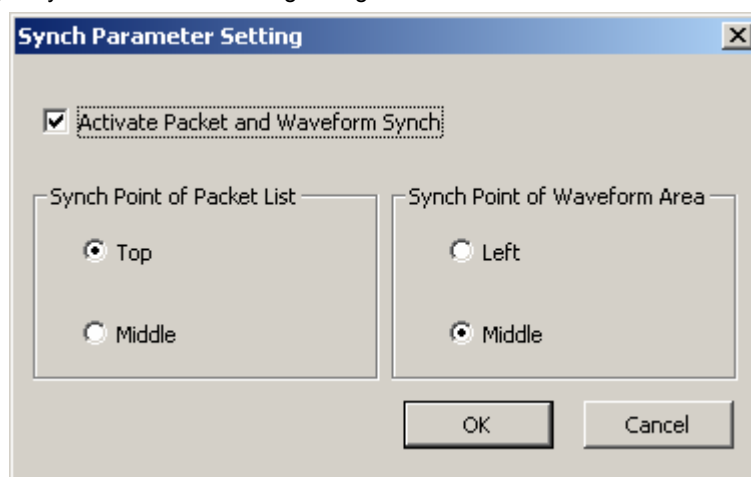 Synch Parameter Setting
Activate Packet and Waveform Synch
Synch Point of Packet List
Top
Middle
Synch Point of Waveform Area
Left
Middle
OK
Cancel